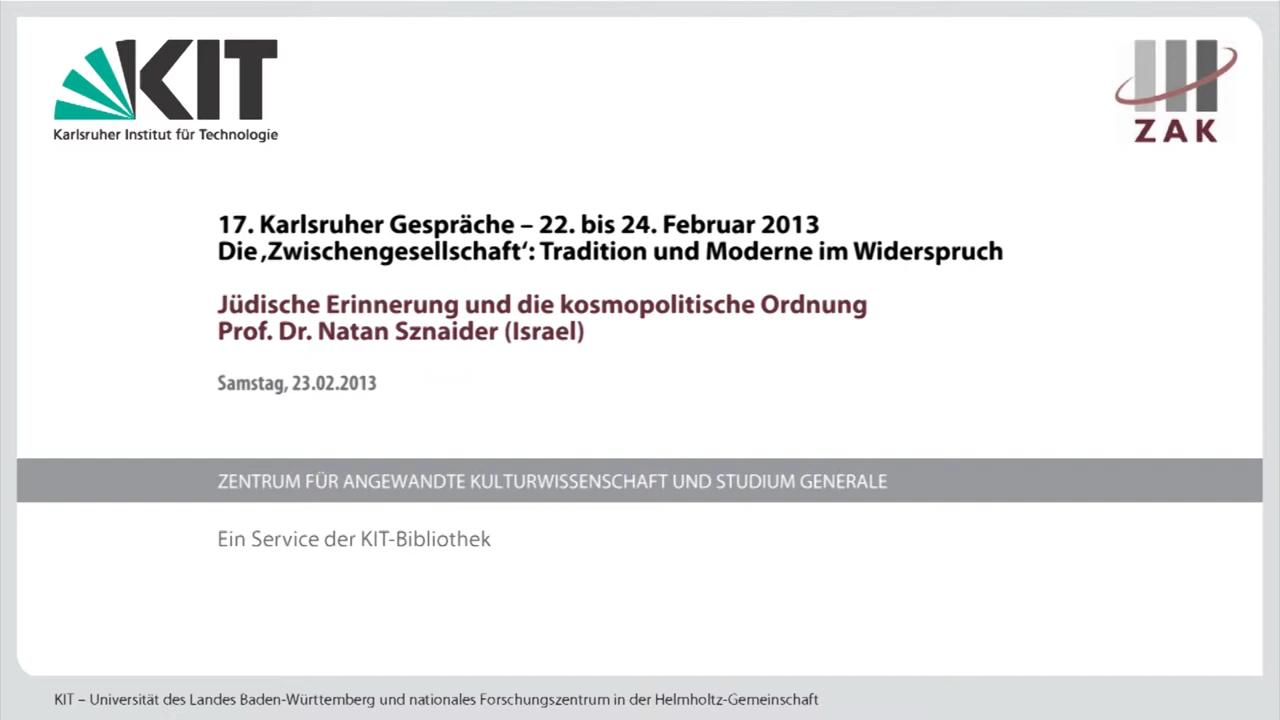 KIT
Karlsruher Institut für Technologie
ZAK
17. Karlsruher Gespräche – 22. bis 24. Februar 2013
Die ‚Zwischengesellschaft‘: Tradition und Moderne im Widerspruch
Jüdische Erinnerung und die kosmopolitische Ordnung
Prof. Dr. Natan Sznaider (Israel)
Samstag, 23.02.2013
ZENTRUM FÜR ANGEWANDTE KULTURWISSENSCHAFT UND STUDIUM GENERALE
Ein Service der KIT-Bibliothek
KIT – Universität des Landes Baden-Württemberg und nationales Forschungszentrum in der Helmholtz-Gemeinschaft